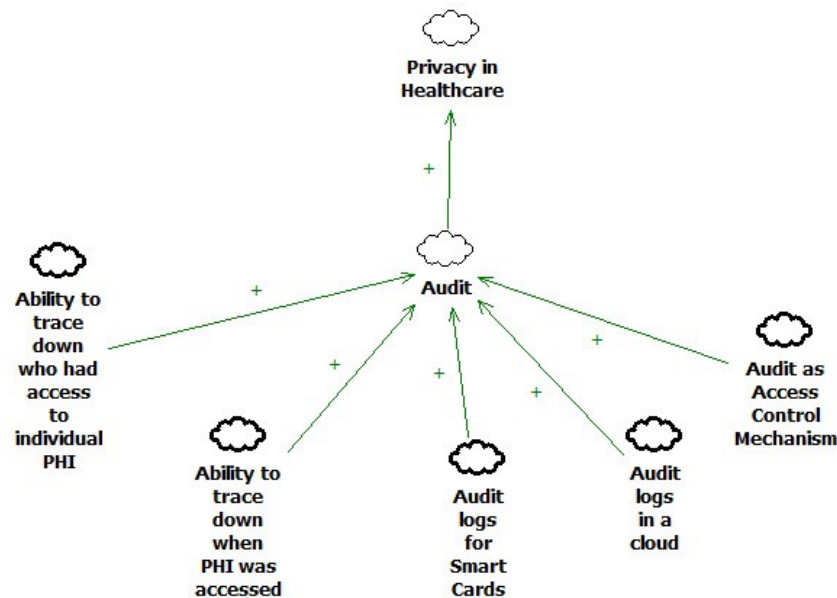 Privacy in
Healthcare
+
Audit
+
Ability to
trace
down
who had
access
to
individual
PHI
+
Ability to
trace
down
when
PHI was
accessed
+
Audit
logs
for
Smart
Cards
+
Audit
logs
in a
cloud
+
Audit as
Access
Control
Mechanism